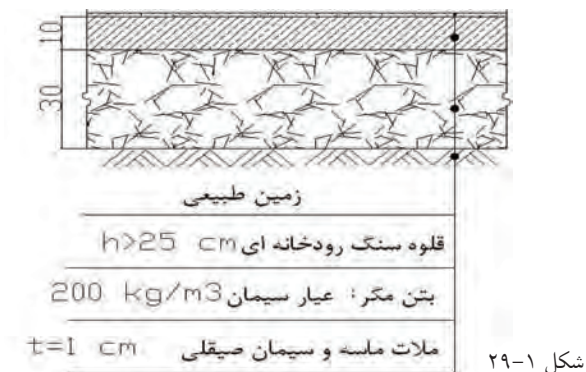 10
30
زمین طبیعی
قلوه سنگ رودخانه ای h>25 cm
بتن مگر: عیار سیمان 200 kg/m3
ملات ماسه و سیمان صیقلی t=1 cm
شکل ۱-۲۹